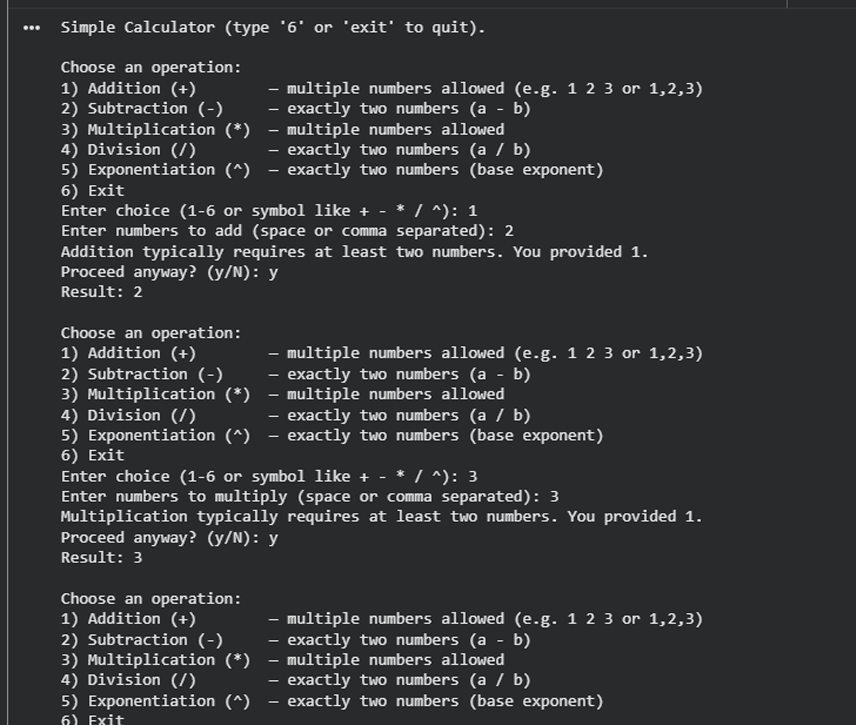 Simple Calculator (type '6' or 'exit' to quit).
Choose an operation:
1) Addition (+) – multiple numbers allowed (e.g. 1 2 3 or 1,2,3)
2) Subtraction (-) – exactly two numbers (a - b)
3) Multiplication (*) – multiple numbers allowed
4) Division (/) – exactly two numbers (a / b)
5) Exponentiation (^) – exactly two numbers (base exponent)
6) Exit
Enter choice (1-6 or symbol like + - * / ^): 1
Enter numbers to add (space or comma separated): 2
Addition typically requires at least two numbers. You provided 1.
Proceed anyway? (y/N): y
Result: 2
Choose an operation:
1) Addition (+) – multiple numbers allowed (e.g. 1 2 3 or 1,2,3)
2) Subtraction (-) – exactly two numbers (a - b)
3) Multiplication (*) – multiple numbers allowed
4) Division (/) – exactly two numbers (a / b)
5) Exponentiation (^) – exactly two numbers (base exponent)
6) Exit
Enter choice (1-6 or symbol like + - * / ^): 3
Enter numbers to multiply (space or comma separated): 3
Multiplication typically requires at least two numbers. You provided 1.
Proceed anyway? (y/N): y
Result: 3
Choose an operation:
1) Addition (+) – multiple numbers allowed (e.g. 1 2 3 or 1,2,3)
2) Subtraction (-) – exactly two numbers (a - b)
3) Multiplication (*) – multiple numbers allowed
4) Division (/) – exactly two numbers (a / b)
5) Exponentiation (^) – exactly two numbers (base exponent)
6) Exit